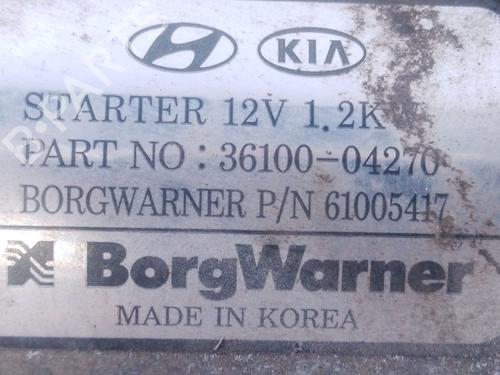 KIA
STARTER 12V 1.2K
PART NO : 36100-04270
BORGWARNER P/N 61005417
BorgWarner
MADE IN KOREA